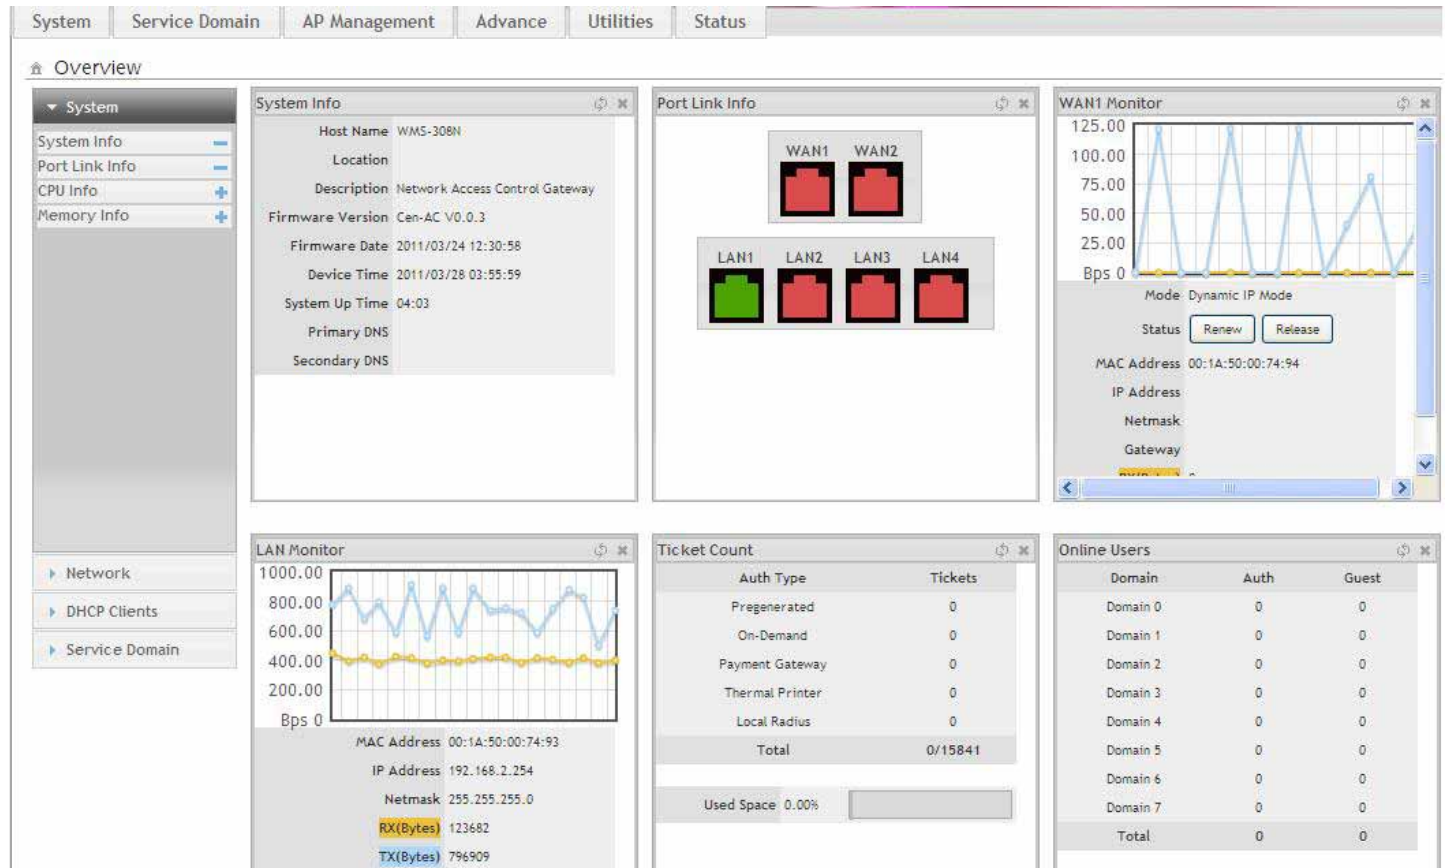 System Service Domain AP Management Advance Utilities Status
Overview
System
System Info
Port Link Info
CPU Info
Memory Info
Network
DHCP Clients
Service Domain
System Info
Host Name WMS-308N
Location
Description Network Access Control Gateway
Firmware Version Cen-AC V0.0.3
Firmware Date 2011/03/24 12:30:58
Device Time 2011/03/28 03:55:59
System Up Time 04:03
Primary DNS
Secondary DNS
Port Link Info
WAN1 WAN2
LAN1 LAN2 LAN3 LAN4
WAN1 Monitor
125.00
100.00
75.00
50.00
25.00
Bps 0
Mode Dynamic IP Mode
Status Renew Release
MAC Address 00:1A:50:00:74:94
IP Address
Netmask
Gateway
LAN Monitor
1000.00
800.00
600.00
400.00
200.00
Bps 0
MAC Address 00:1A:50:00:74:93
IP Address 192.168.2.254
Netmask 255.255.255.0
RX(Bytes) 123682
TX(Bytes) 796909
Ticket Count
Auth Type Tickets
Pregenerated 0
On-Demand 0
Payment Gateway 0
Thermal Printer 0
Local Radius 0
Total 0/15841
Used Space 0.00%
Online Users
Domain Auth Guest
Domain 0 0 0
Domain 1 0 0
Domain 2 0 0
Domain 3 0 0
Domain 4 0 0
Domain 5 0 0
Domain 6 0 0
Domain 7 0 0
Total 0 0